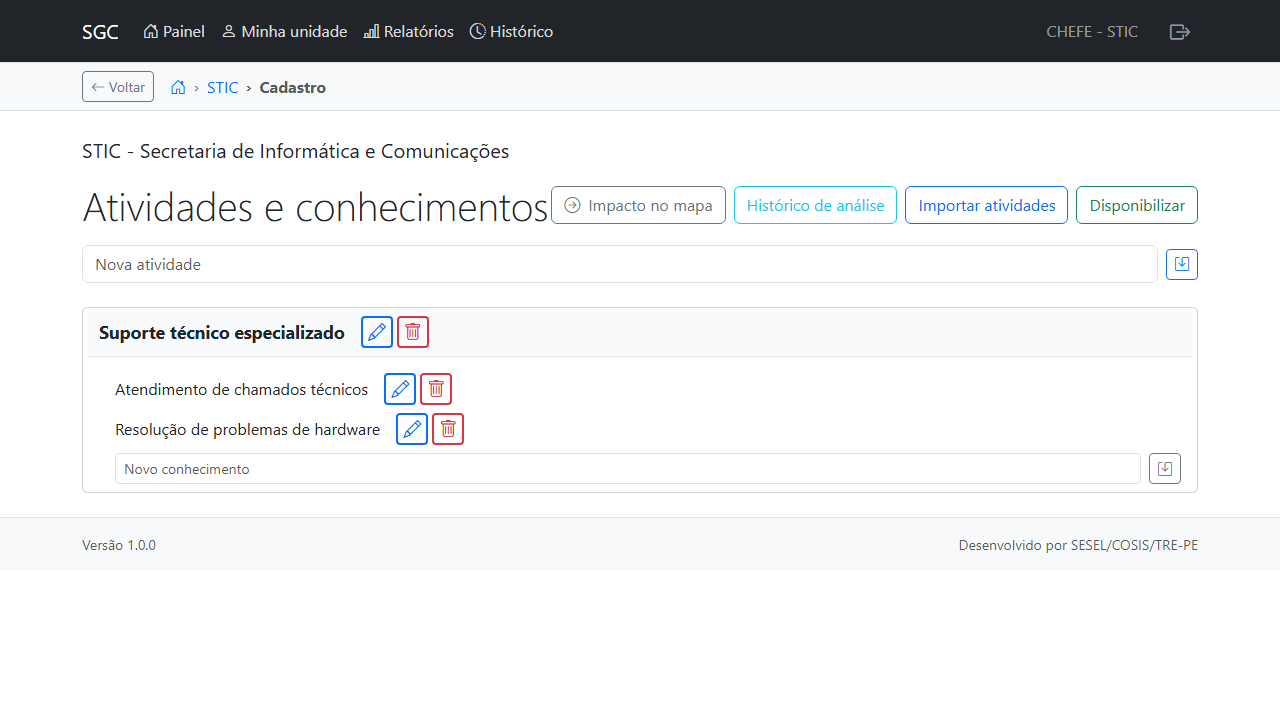 SGC Painel Minha unidade Relatórios Histórico CHEFE - STIC
Voltar › STIC › Cadastro
STIC - Secretaria de Informática e Comunicações
Atividades e conhecimentos Impacto no mapa Histórico de análise Importar atividades Disponibilizar
Nova atividade
Suporte técnico especializado
Atendimento de chamados técnicos
Resolução de problemas de hardware
Novo conhecimento
Versão 1.0.0 Desenvolvido por SESEL/COSIS/TRE-PE